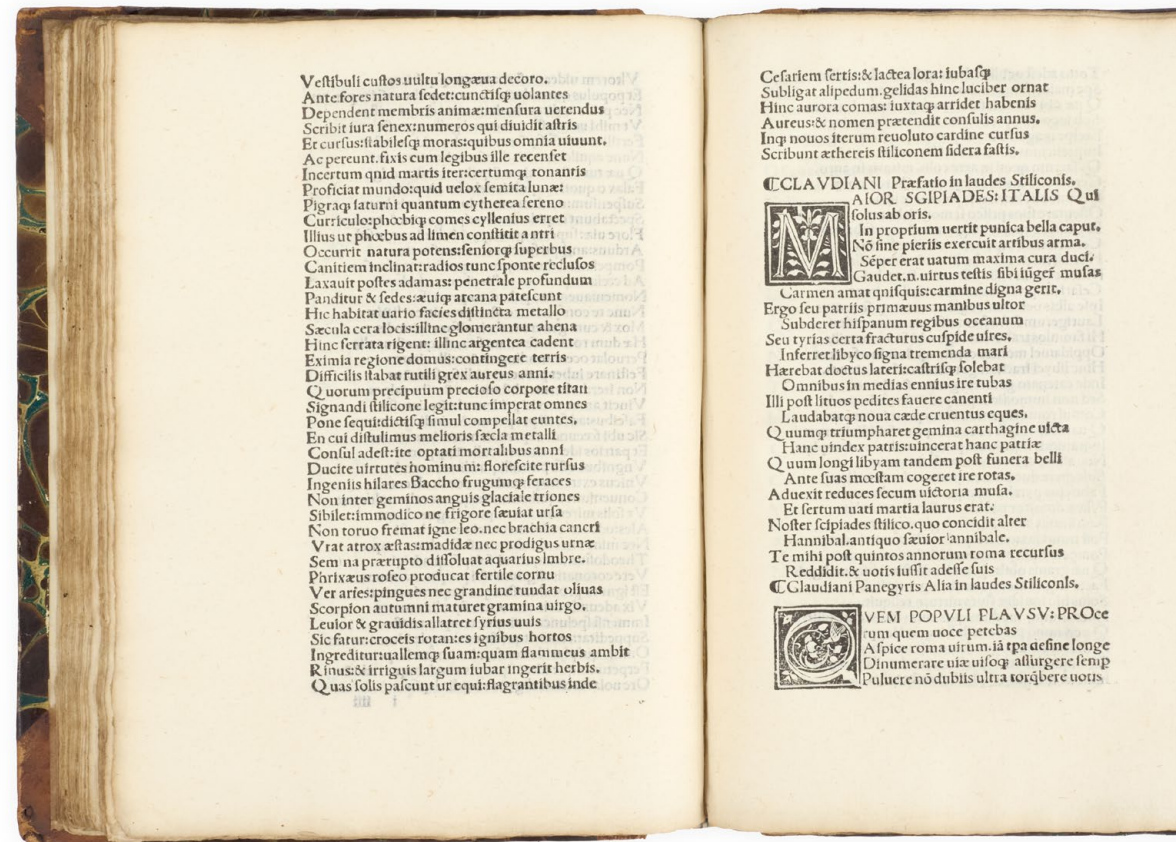 Vestibuli custos uultu longæua decoro.
Ante fores natura sedet:cunctisq; uolantes
Dependent membris animæ:mensura uerendus
Scribit iura senex:numeros qui diuidit astris
Et cursus:stabilesq; moras:quibus omnia uiuunt.
Ac pereunt.fixis cum legibus ille recenset
Incertum qnid martis iter:certumq; tonantis
Proficiat mundo:quid uelox semita lunæ:
Pigraq; saturni quantum cytherea sereno
Curriculo:phœbiq; comes cyllenius erret
Illius ut phœbus ad limen constitit antri
Occurrit natura potens:seniorq; superbus
Canitiem inclinat:radios tunc sponte reclusos
Laxauit postes adamas: penetrale profundum
Panditur & sedes:æuiq; arcana patescunt
Hic habitat uario facies distincta metallo
Sæcula cera locis:illinc glomerantur ahena
Hinc ferrata rigent: illinc argentea cadent
Eximia regione domus:contingere terris
Difficilis stabat rutili grex aureus anni.
Quorum precipuum precioso corpore titan
Signandi stilicone legit:tunc imperat omnes
Pone sequi:dictisq; simul compellat euntes.
En cui distulimus melioris sæcla metalli
Consul adest:ite optati mortalibus anni
Ducite uirtutes hominum: florescite rursus
Ingeniis hilares Baccho frugumq; feraces
Non inter geminos anguis glaciale triones
Sibilet:immodico ne frigore sæuiat ursa
Non toruo fremat igne leo.nec brachia cancri
Vrat atrox æstas:madidæ nec prodigus urnæ
Sem na prærupto dissoluat aquarius imbre.
Phrixæus roseo producat fertile cornu
Ver aries:pingues nec grandine tundat oliuas
Scorpion autumni maturet gramina uirgo.
Leuior & grauidis allatret syrius uuis
Sic fatur:croceis rotan:es ignibus hortos
Ingreditur:uallemq; suam:quam flammeus ambit
Rinus:& irriguis largum iubar ingerit herbis.
Quas solis pascunt ur equi:flagrantibus inde
Cesariem sertis:& lactea lora: iubasq;
Subligat alipedum.gelidas hinc luciber ornat
Hinc aurora comas: iuxtaq; arridet habenis
Aureus:& nomen prætendit consulis annus.
Inq; nouos iterum reuoluto cardine cursus
Scribunt æthereis stiliconem sidera fastis.
⁋CLAVDIANI Præfatio in laudes Stiliconis.
MAIOR SGIPIADES: ITALIS Qui
solus ab oris.
In proprium uertit punica bella caput.
Nō sine pieriis exercuit artibus arma.
Sēper erat uatum maxima cura duci.
Gaudet.n.uirtus testis sibi iūgeř musas
Carmen amat qnisquis:carmine digna gerit.
Ergo seu patriis primæuus manibus ultor
Subderet hispanum regibus oceanum
Seu tyrias certa fracturus cuspide uires.
Inferret libyco signa tremenda mari
Hærebat doctus lateri:castrisq; solebat
Omnibus in medias ennius ire tubas
Illi post lituos pedites fauere canenti
Laudabatq; noua cæde cruentus eques.
Quumq; triumpharet gemina carthagine uicta
Hanc uindex patris:uincerat hanc patriæ
Quum longi libyam tandem post funera belli
Ante suas mœstam cogeret ire rotas.
Aduexit reduces secum uictoria musa.
Et sertum uati martia laurus erat.
Noster scipiades stilico.quo concidit alter
Hannibal.antiquo sæuior annibale.
Te mihi post quintos annorum roma recursus
Reddidit.& uotis iussit adesse suis
⁋Claudiani Panegyris Alia in laudes Stiliconis.
QVEM POPVLI PLAVSV: PROce
rum quem uoce petebas
Aspice roma uirum.iā tpa desine longe
Dinumerare uiæ uisoq; assurgere semp
Puluere nō dubiis ultra torq̄bere uotis